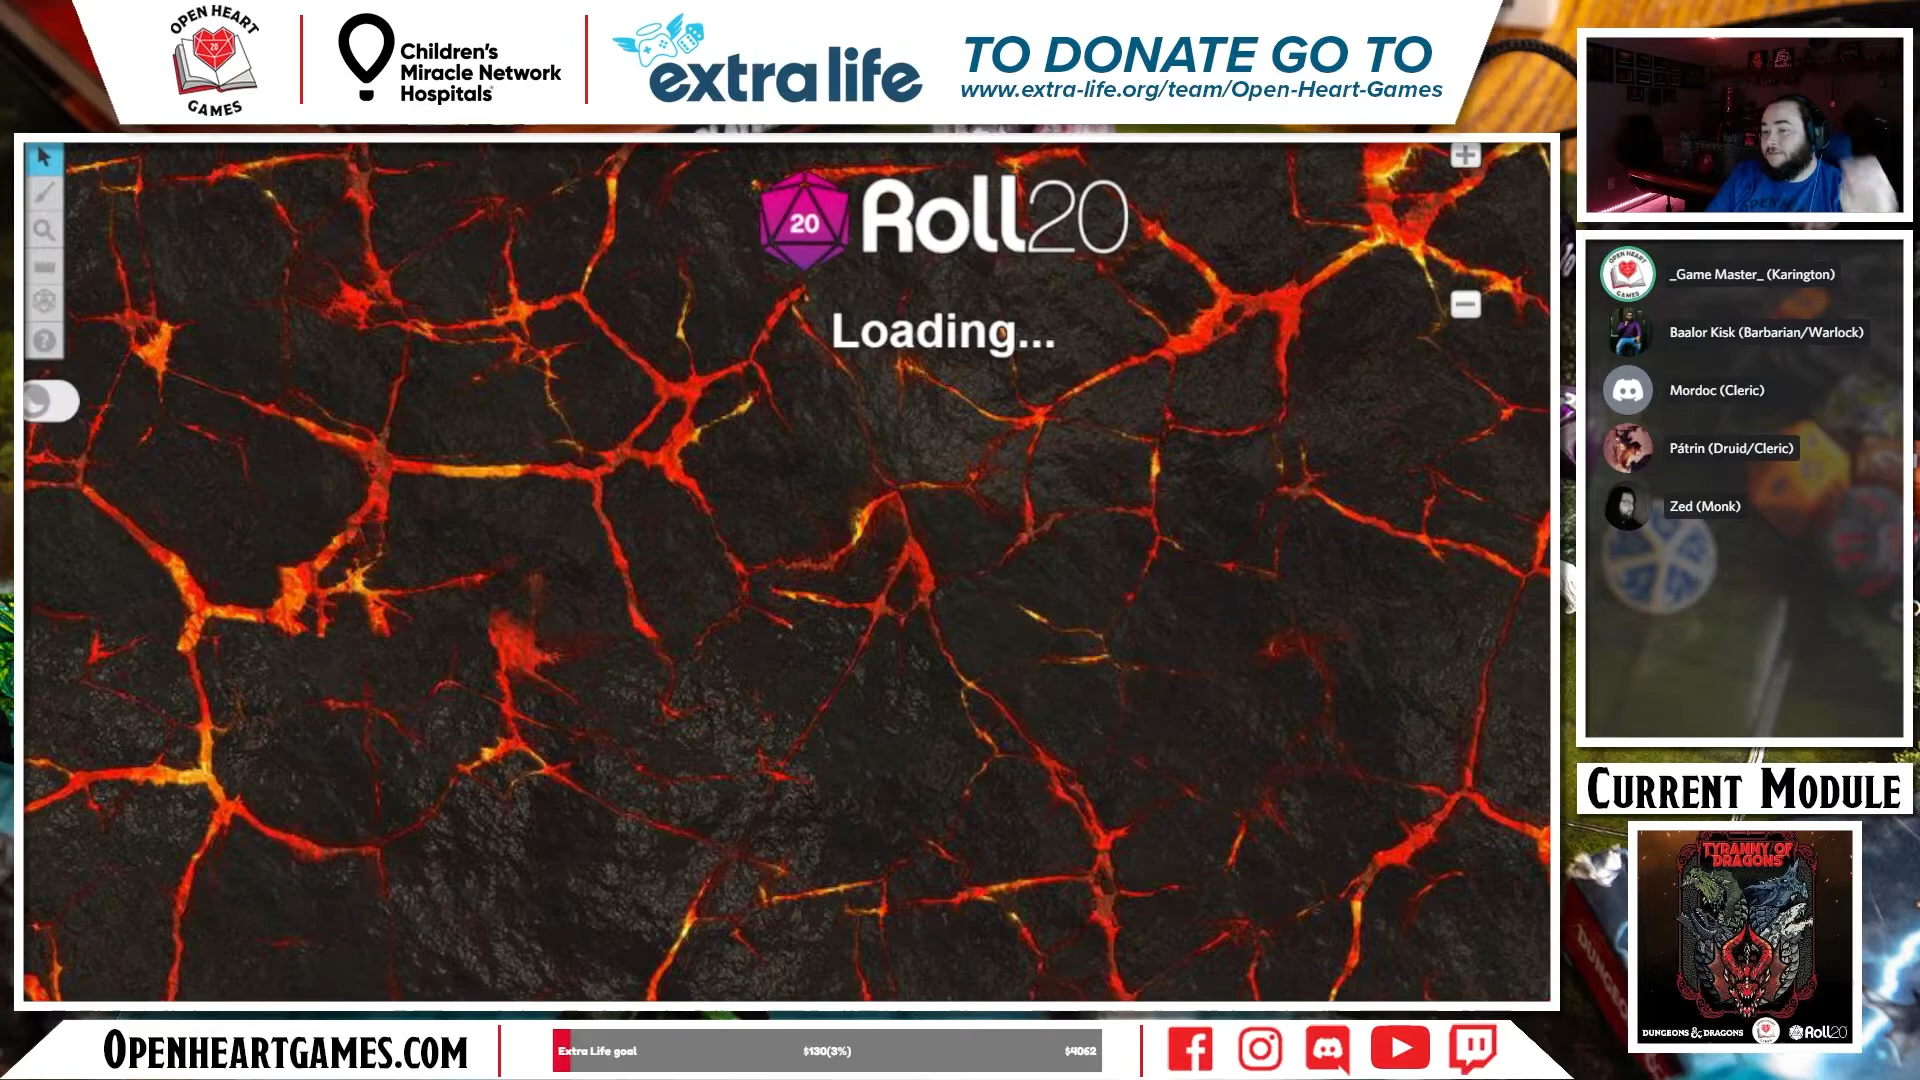 OPEN HEART
20
GAMES
Children's
Miracle Network
Hospitals
extralife
TO DONATE GO TO
www.extra-life.org/team/Open-Heart-Games
20
Roll20
Loading...
_Game Master_ (Karington)
Baalor Kisk (Barbarian/Warlock)
Mordoc (Cleric)
Pátrin (Druid/Cleric)
Zed (Monk)
CURRENT MODULE
TYRANNY OF
DRAGONS
DUNGEONS & DRAGONS
Roll20
OPENHEARTGAMES.COM
Extra Life goal
$130(3%)
$4062